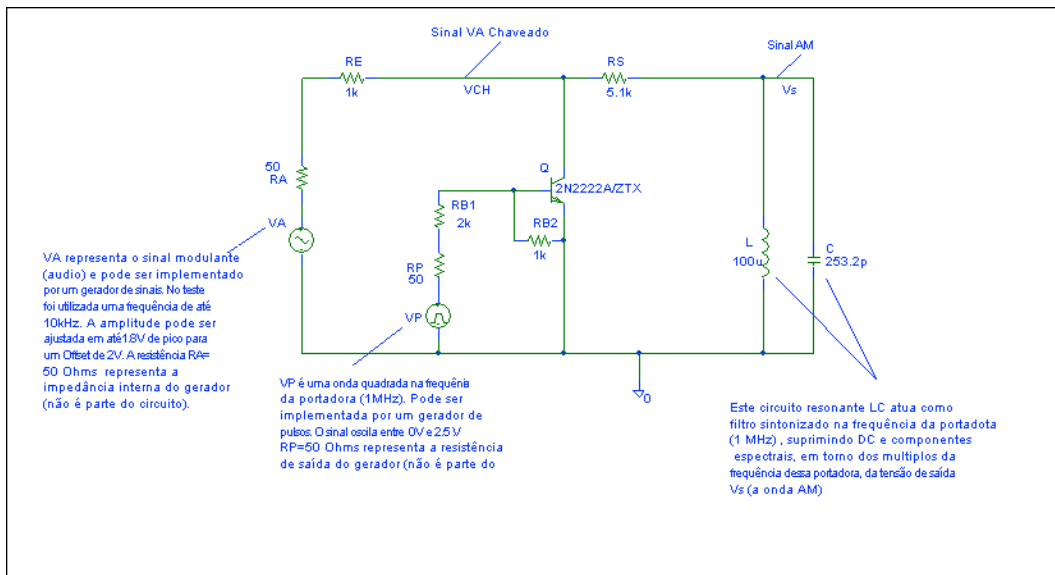 Sinal VA Chaveado
Sinal AM
RE
1k
VCH
RS
5.1k
Vs
50
RA
VA
Q
2N2222A/ZTX
RB1
2k
RB2
1k
RP
50
VP
L
100u
C
253.2p
0
VA representa o sinal modulante
(audio) e pode ser implementado
por um gerador de sinais. No teste
foi utilizada uma frequência de até
10kHz. A amplitude pode ser
ajustada em até1.8V de pico para
um Offset de 2V. A resistência RA=
50 Ohms representa a
impedância interna do gerador
(não é parte do circuito).
VP é uma onda quadrada na frequênia
da portadora (1MHz). Pode ser
implementada por um gerador de
pulsos. O sinal oscila entre 0V e 2.5 V
RP=50 Ohms representa a resistência
de saída do gerador (não é parte do
Este circuito resonante LC atua como
filtro sintonizado na frequência da portadota
(1 MHz) , suprimindo DC e componentes
espectrais, em torno dos multiplos da
frequência dessa portadora, da tensão de saída
Vs (a onda AM)